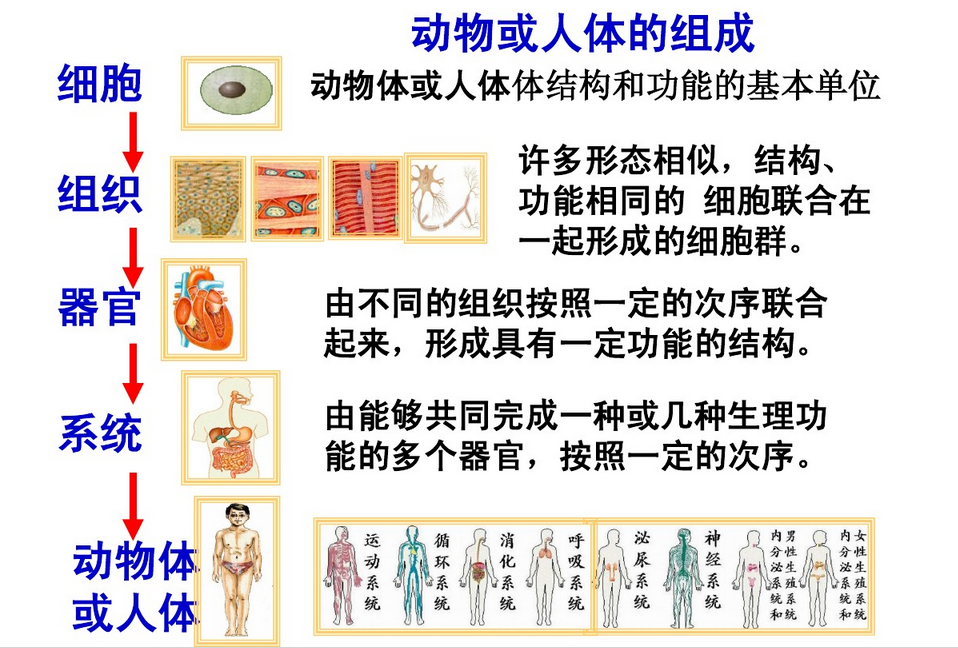 动物或人体的组成
细胞
动物体或人体体结构和功能的基本单位
组织
许多形态相似，结构、
功能相同的 细胞联合在
一起形成的细胞群。
器官
由不同的组织按照一定的次序联合
起来，形成具有一定功能的结构。
系统
由能够共同完成一种或几种生理功
能的多个器官，按照一定的次序。
动物体
或人体
运动系统
循环系统
消化系统
呼吸系统
泌尿系统
神经系统
男性生殖系统
内分泌系统和
女性生殖系统
内分泌系统和